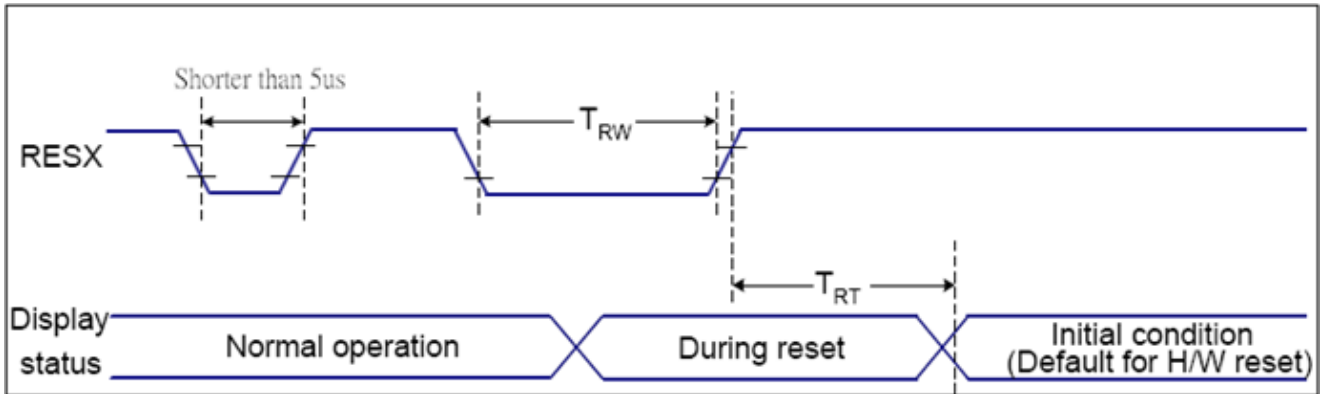 Shorter than 5us
RESX
TRW
TRT
Display
status
Normal operation
During reset
Initial condition
(Default for H/W reset)